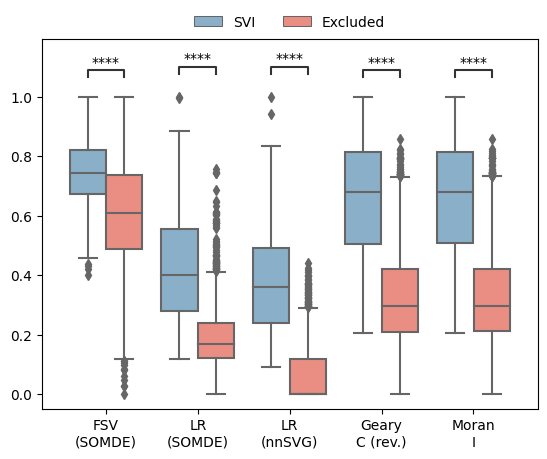 SVI Excluded
**** **** **** **** ****
1.0
0.8
0.6
0.4
0.2
0.0
FSV LR LR Geary Moran
(SOMDE) (SOMDE) (nnSVG) C (rev.) I